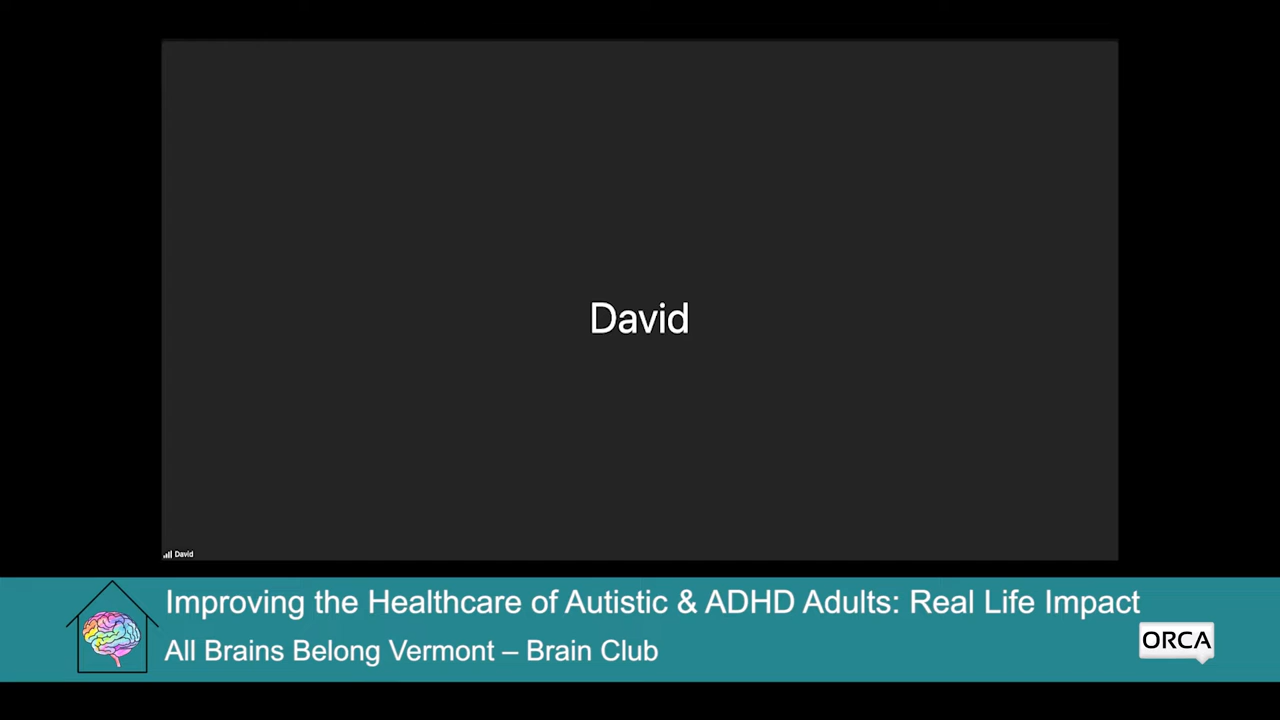 David
David
Improving the Healthcare of Autistic & ADHD Adults: Real Life Impact
All Brains Belong Vermont – Brain Club
ORCA